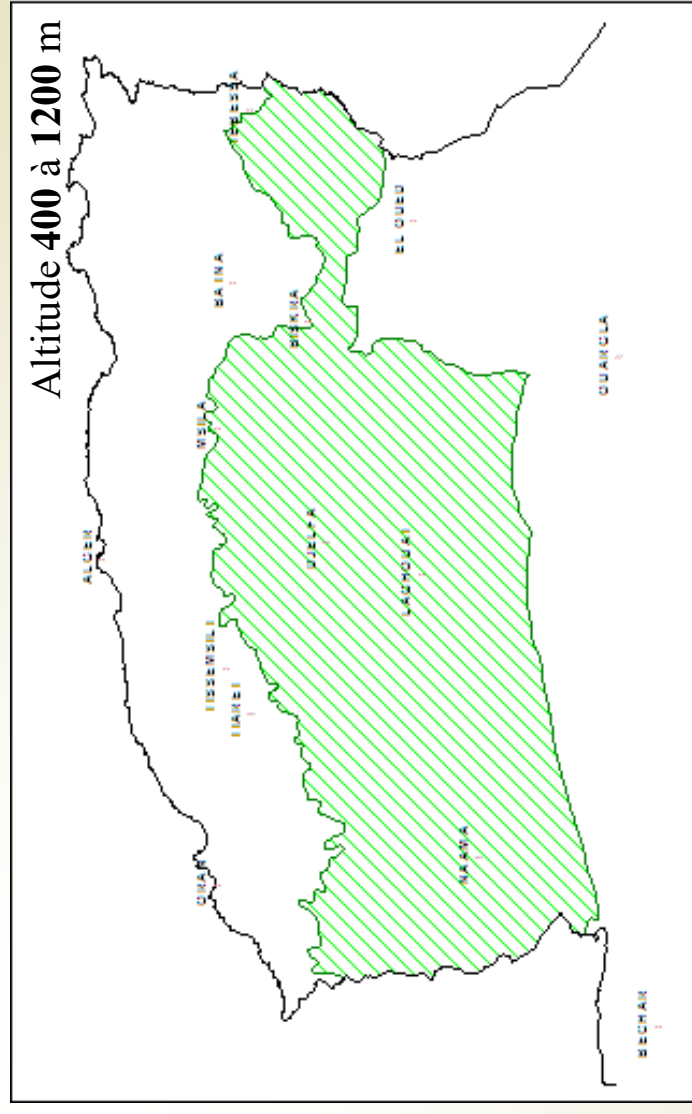 Altitude 400 à 1200 m
ALGER
ORAN
TISSEMSILT
TIARET
MSILA
BATNA
TEBESSA
BISKRA
DJELFA
EL OUED
LAGHOUAT
NAAMA
OUARGLA
BECHAR